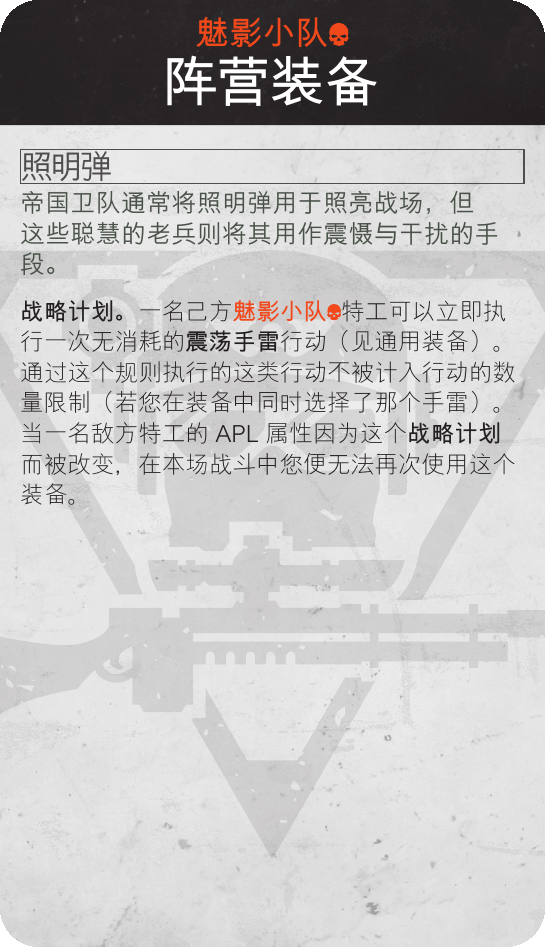 魅影小队
阵营装备
照明弹
帝国卫队通常将照明弹用于照亮战场，但
这些聪慧的老兵则将其用作震慑与干扰的手
段。
战略计划。一名己方魅影小队特工可以立即执
行一次无消耗的震荡手雷行动（见通用装备）。
通过这个规则执行的这类行动不被计入行动的数
量限制（若您在装备中同时选择了那个手雷）。
当一名敌方特工的 APL 属性因为这个战略计划
而被改变，在本场战斗中您便无法再次使用这个
装备。